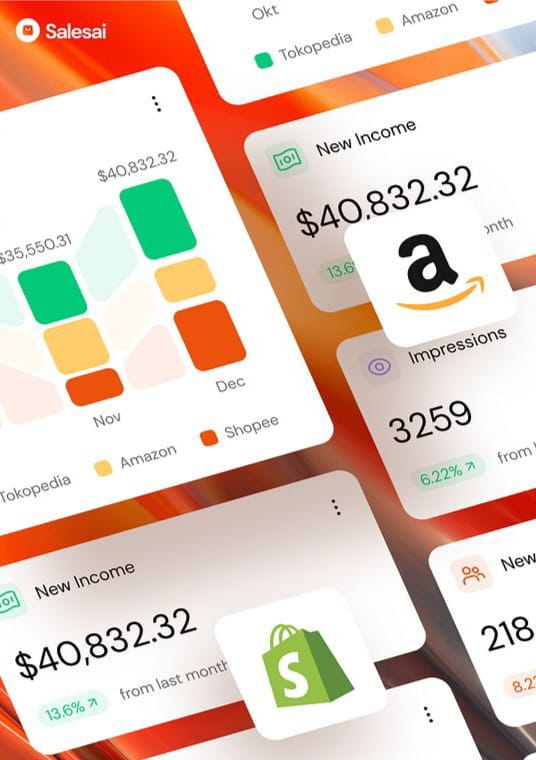 Salesai
Okt
Tokopedia
Amazon
$40,832.32
$35,550.31
Nov
Dec
Tokopedia
Amazon
Shopee
New Income
$40,832.32
13.6
a
Impressions
3259
6.22% ↗
from l
New Income
$40,832.32
13.6% ↗
from last month
S
New
218
8.2